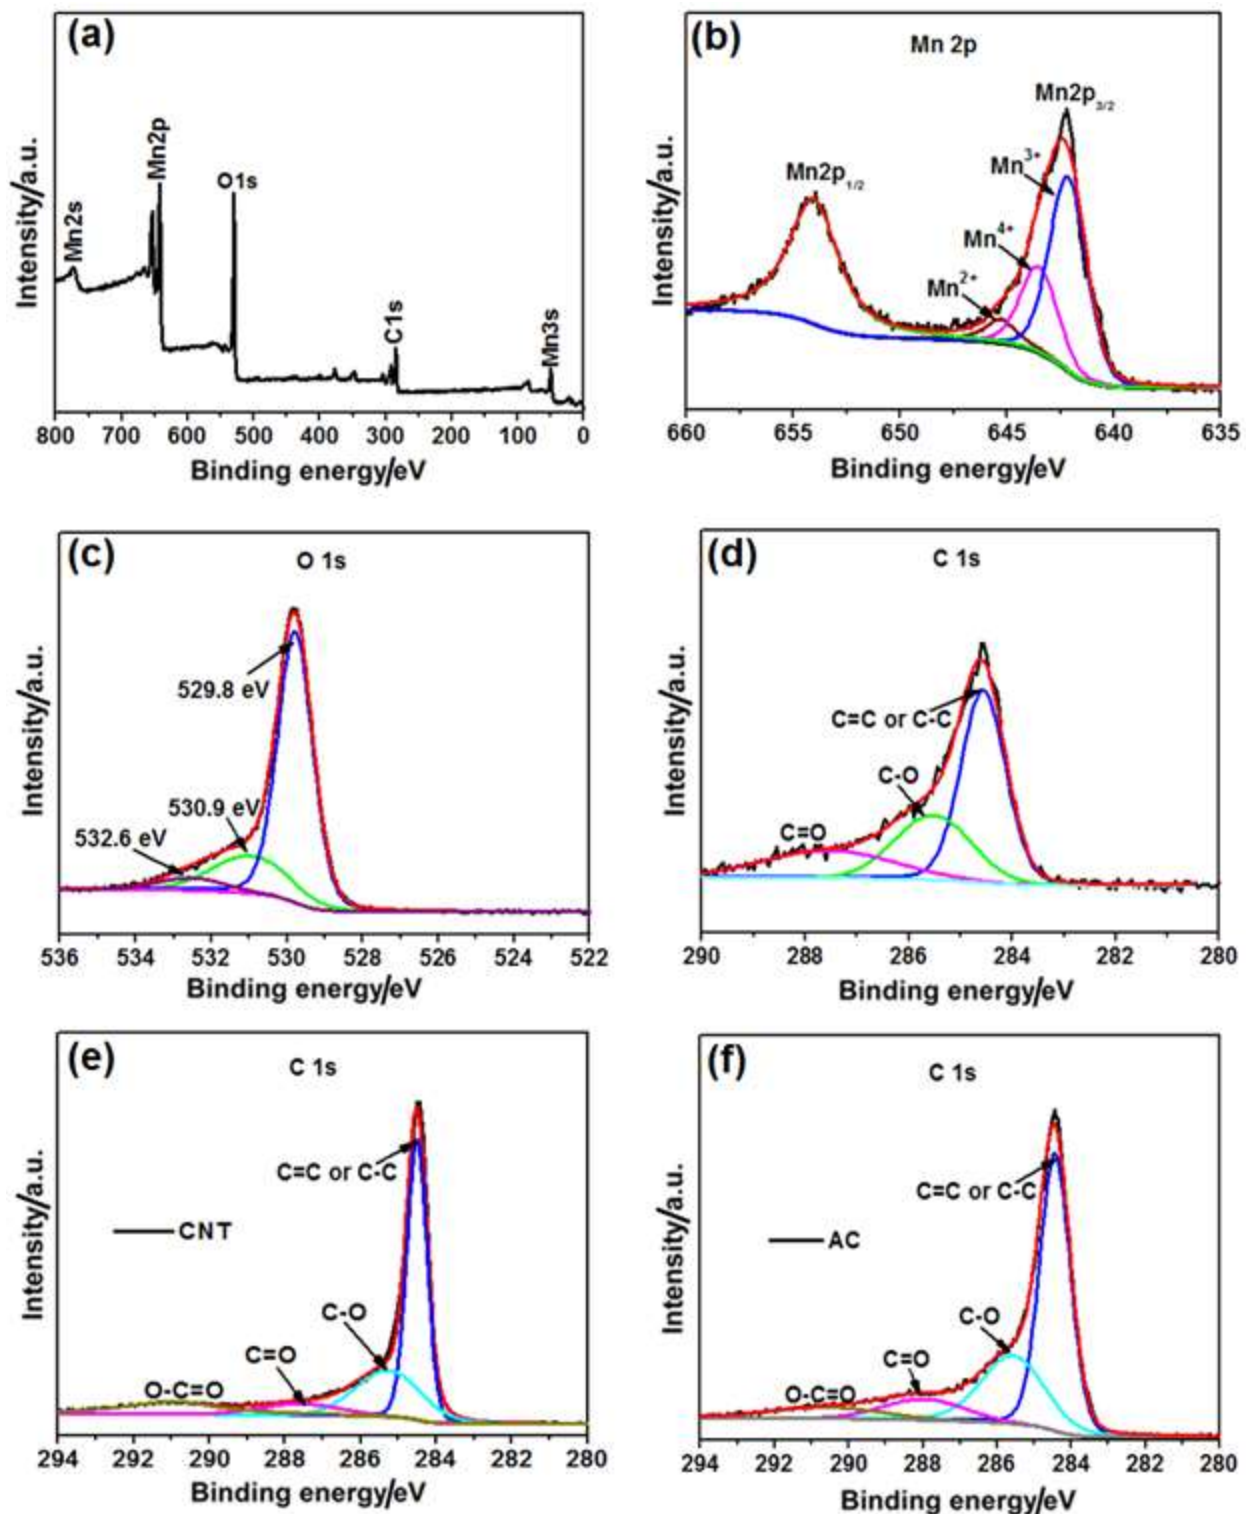 (a)
Mn2s
Mn2p
O1s
C1s
Mn3s
Intensity/a.u.
800 700 600 500 400 300 200 100 0
Binding energy/eV
(b)
Mn 2p
Mn2p3/2
Mn2p1/2
Mn3+
Mn4+
Mn2+
Intensity/a.u.
660 655 650 645 640 635
Binding energy/eV
(c)
O 1s
529.8 eV
530.9 eV
532.6 eV
Intensity/a.u.
536 534 532 530 528 526 524 522
Binding energy/eV
(d)
C 1s
C=C or C-C
C-O
C=O
Intensity/a.u.
290 288 286 284 282 280
Binding energy/eV
(e)
C 1s
C=C or C-C
CNT
C-O
C=O
O-C=O
Intensity/a.u.
294 292 290 288 286 284 282 280
Binding energy/eV
(f)
C 1s
C=C or C-C
AC
C-O
C=O
O-C=O
Intensity/a.u.
294 292 290 288 286 284 282 280
Binding energy/eV